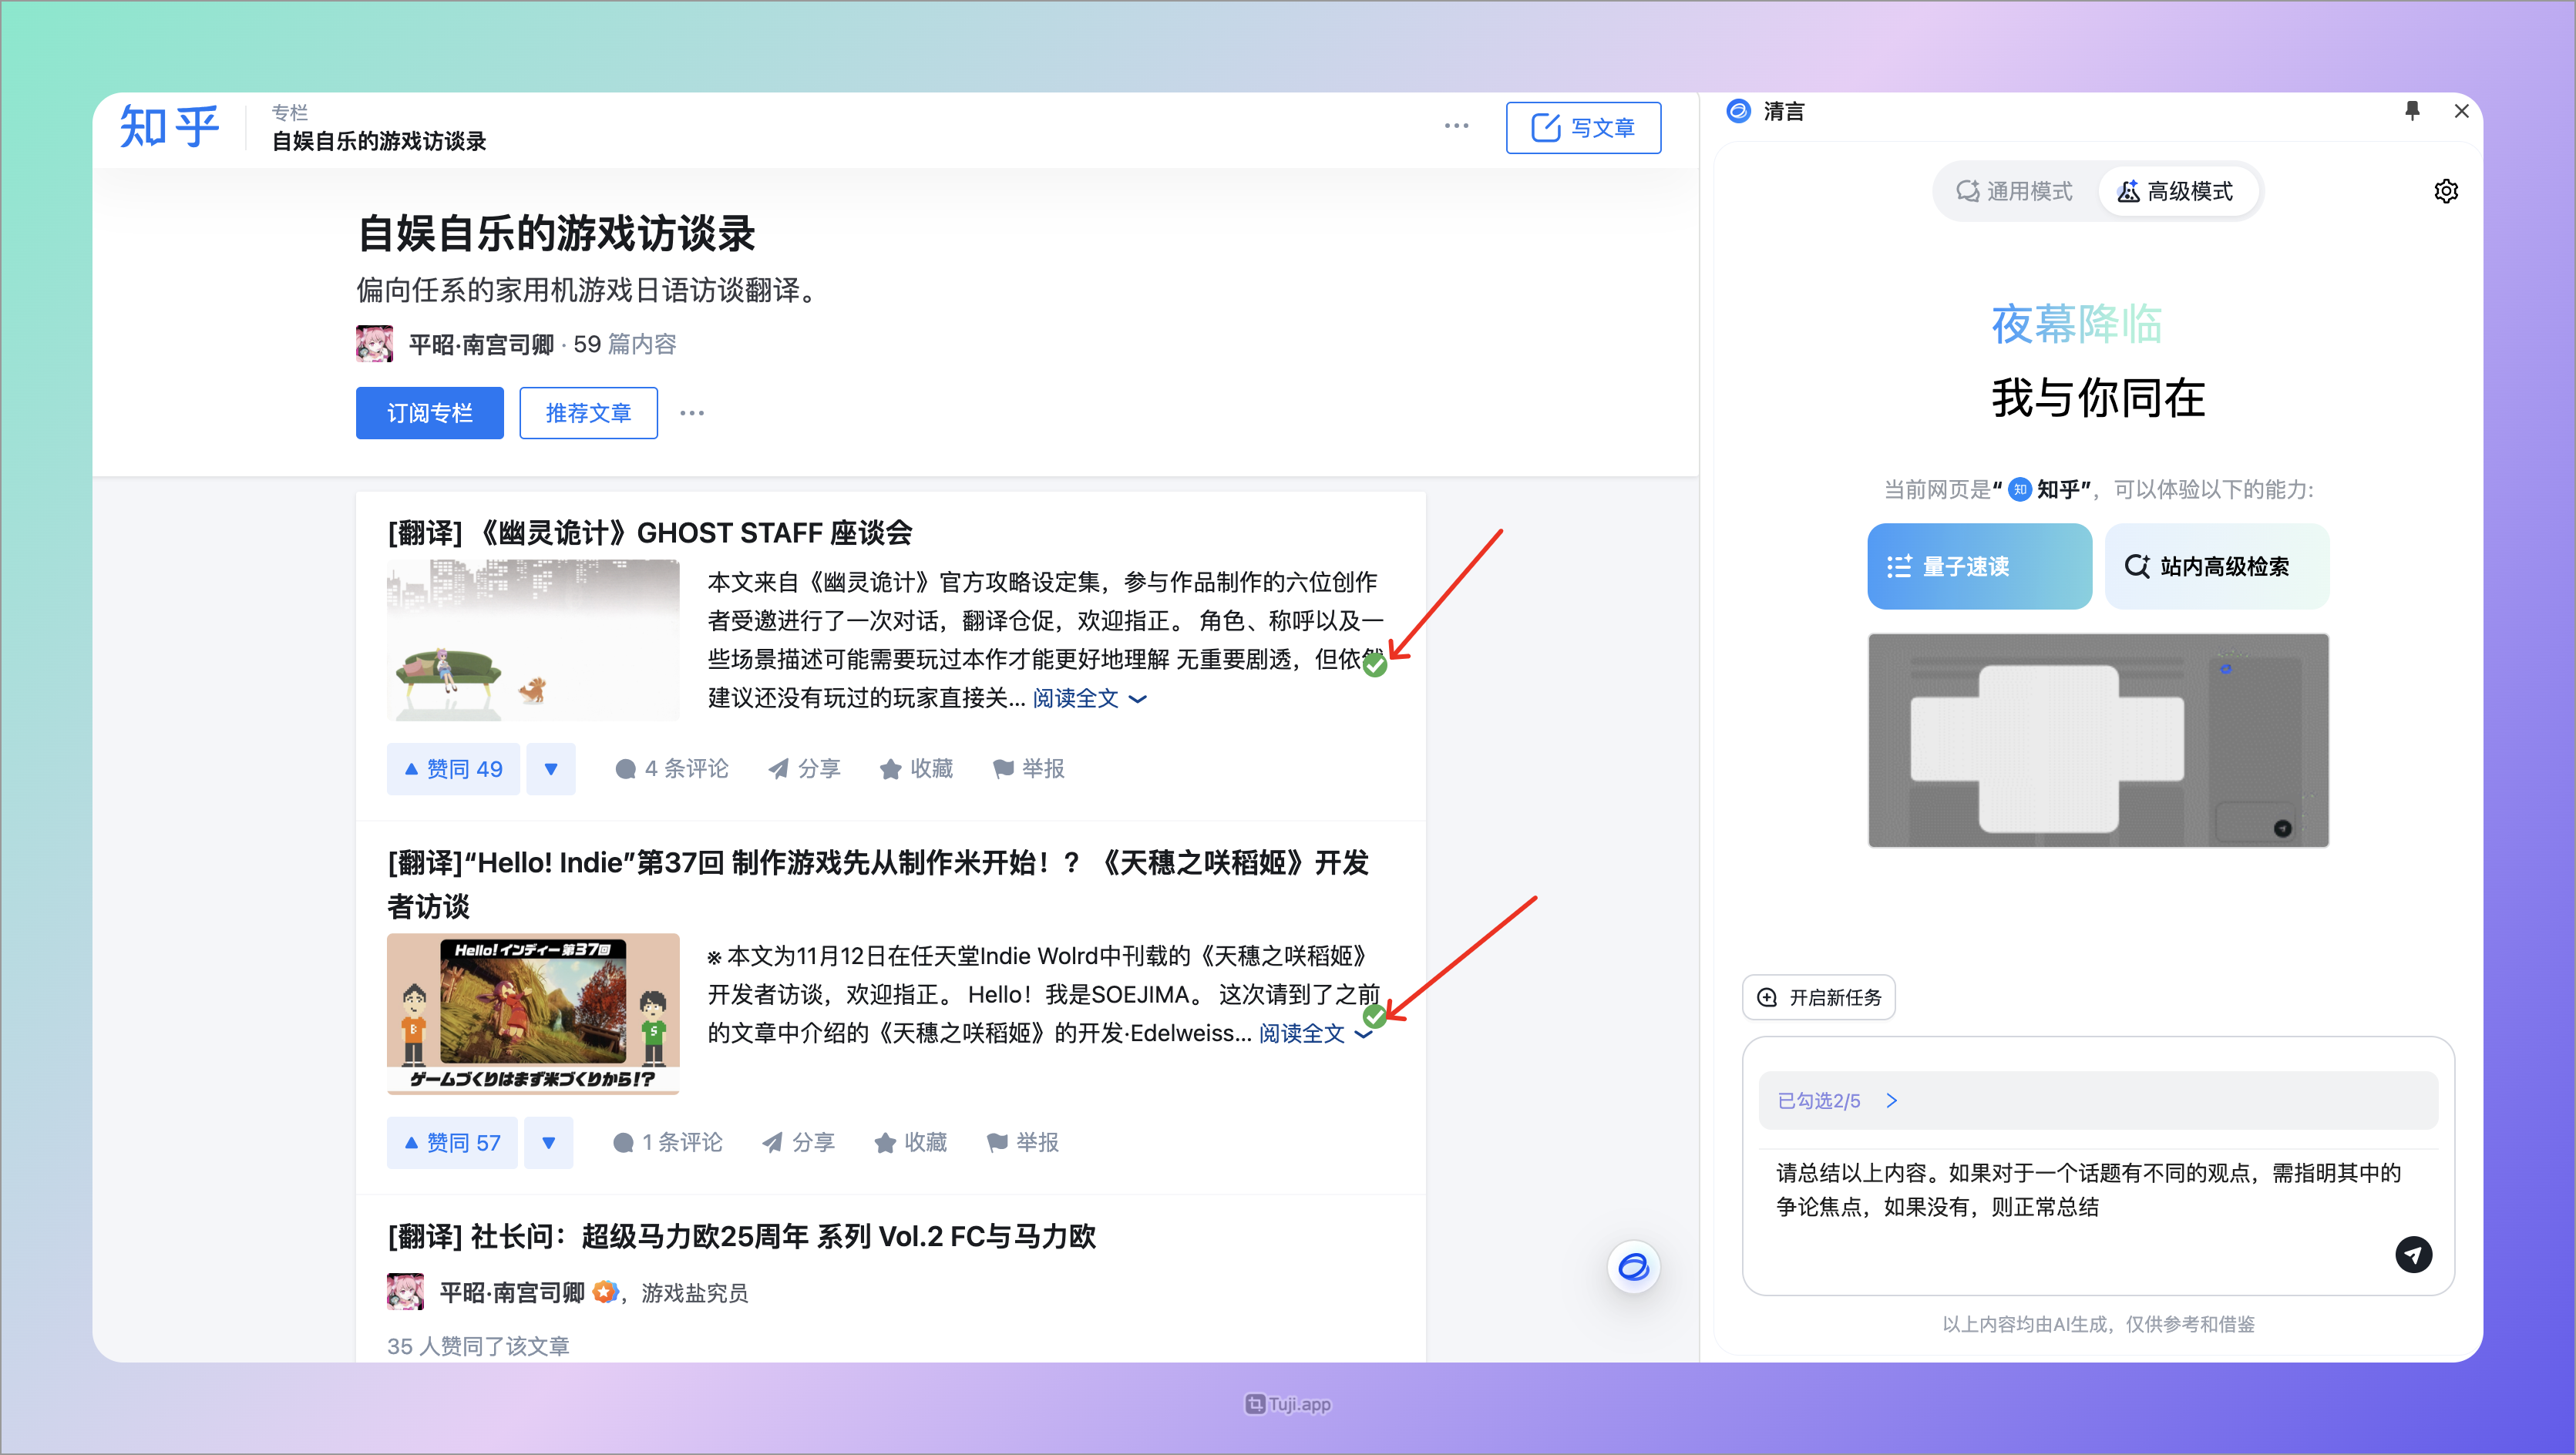 知乎
专栏
自娱自乐的游戏访谈录
写文章
自娱自乐的游戏访谈录
偏向任系的家用机游戏日语访谈翻译。
平昭·南宫司卿 · 59 篇内容
订阅专栏
推荐文章
[翻译] 《幽灵诡计》GHOST STAFF 座谈会
本文来自《幽灵诡计》官方攻略设定集，参与作品制作的六位创作
者受邀进行了一次对话，翻译仓促，欢迎指正。 角色、称呼以及一
些场景描述可能需要玩过本作才能更好地理解 无重要剧透，但依然
建议还没有玩过的玩家直接关... 阅读全文
赞同 49
4 条评论
分享
收藏
举报
[翻译]“Hello! Indie”第37回 制作游戏先从制作米开始！？《天穗之咲稻姬》开发
者访谈
Hello! インディー 第37回
B
S
ゲームづくりはまず米づくりから!?
※ 本文为11月12日在任天堂Indie Wolrd中刊载的《天穗之咲稻姬》
开发者访谈，欢迎指正。 Hello！我是SOEJIMA。 这次请到了之前
的文章中介绍的《天穗之咲稻姬》的开发·Edelweiss... 阅读全文
赞同 57
1 条评论
分享
收藏
举报
[翻译] 社长问：超级马力欧25周年 系列 Vol.2 FC与马力欧
平昭·南宫司卿 ，游戏盐究员
35 人赞同了该文章
清言
通用模式
高级模式
夜幕降临
我与你同在
当前网页是“ 知 知乎”，可以体验以下的能力:
量子速读
站内高级检索
开启新任务
已勾选2/5
请总结以上内容。如果对于一个话题有不同的观点，需指明其中的
争论焦点，如果没有，则正常总结
以上内容均由AI生成，仅供参考和借鉴
Tuji.app